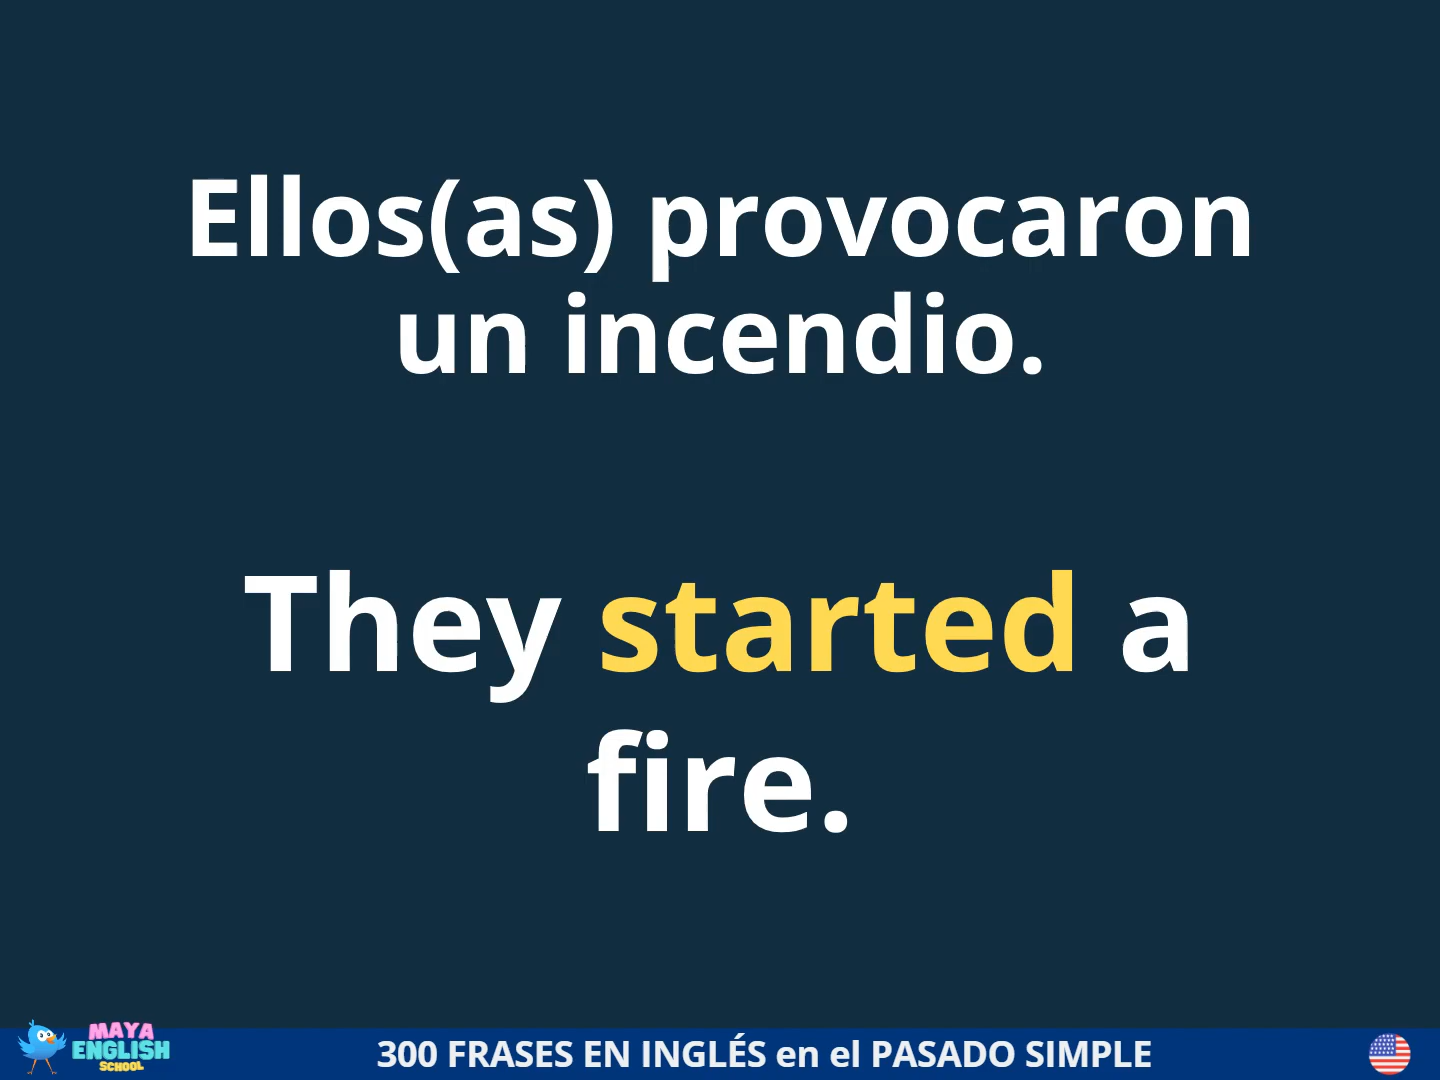 Ellos(as) provocaron
un incendio.
They started a
fire.
MAYA
ENGLISH
SCHOOL
300 FRASES EN INGLÉS en el PASADO SIMPLE